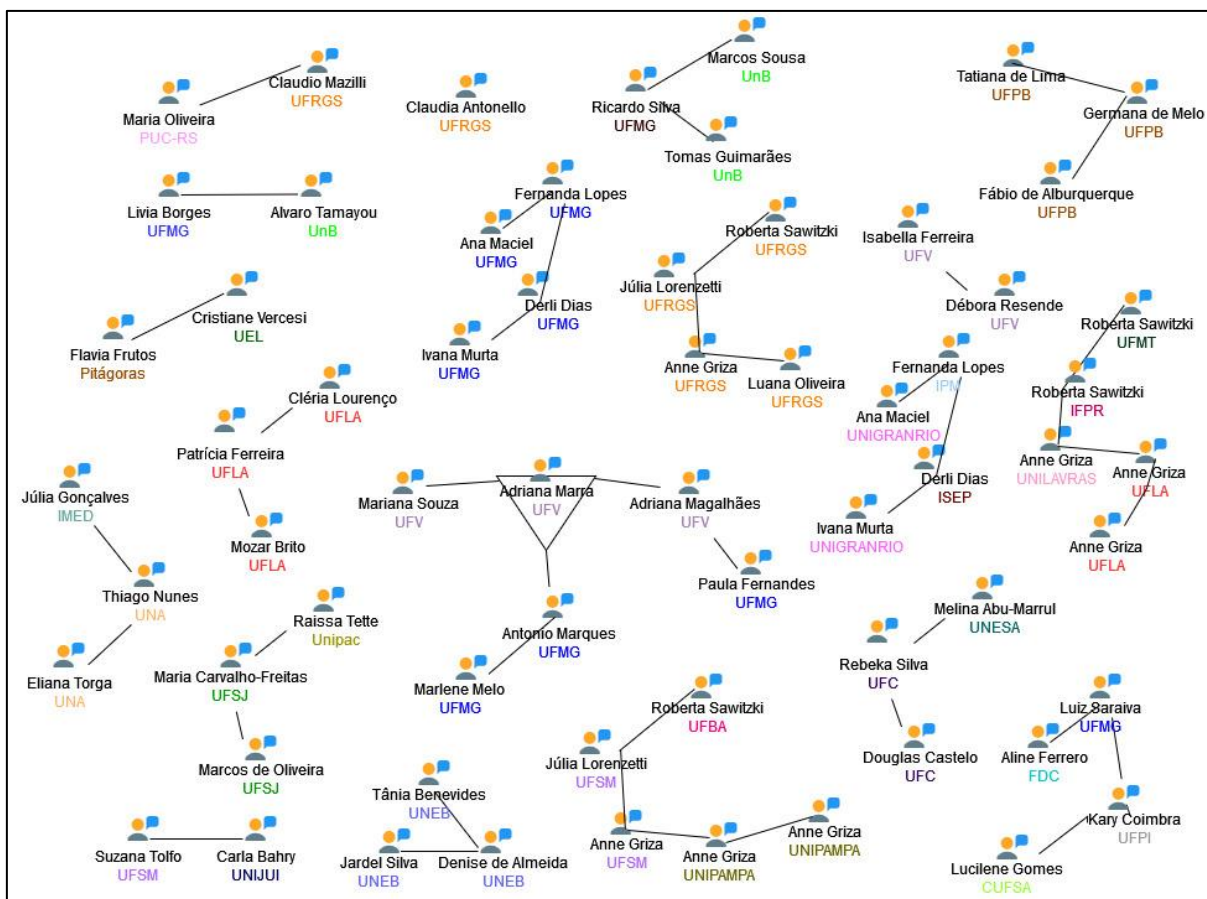 Marcos Sousa
UnB
Claudio Mazilli
UFRGS
Tatiana de Lima
UFPB
Claudia Antonello
UFRGS
Ricardo Silva
UFMG
Germana de Melo
UFPB
Maria Oliveira
PUC-RS
Tomas Guimarães
UnB
Fernanda Lopes
UFMG
Fábio de Alburquerque
UFPB
Livia Borges
UFMG
Alvaro Tamayou
UnB
Ana Maciel
UFMG
Roberta Sawitzki
UFRGS
Isabella Ferreira
UFV
Júlia Lorenzetti
UFRGS
Derli Dias
UFMG
Débora Resende
UFV
Cristiane Vercesi
UEL
Roberta Sawitzki
UFMT
Flavia Frutos
Pitágoras
Ivana Murta
UFMG
Anne Griza
UFRGS
Luana Oliveira
UFRGS
Fernanda Lopes
IPM
Roberta Sawitzki
IFPR
Cléria Lourenço
UFLA
Ana Maciel
UNIGRANRIO
Patrícia Ferreira
UFLA
Anne Griza
UNILAVRAS
Anne Griza
UFLA
Derli Dias
ISEP
Júlia Gonçalves
IMED
Mariana Souza
UFV
Adriana Marra
UFV
Adriana Magalhães
UFV
Ivana Murta
UNIGRANRIO
Anne Griza
UFLA
Mozar Brito
UFLA
Paula Fernandes
UFMG
Thiago Nunes
UNA
Raissa Tette
Unipac
Melina Abu-Marrul
UNESA
Antonio Marques
UFMG
Rebeka Silva
UFC
Eliana Torga
UNA
Maria Carvalho-Freitas
UFSJ
Marlene Melo
UFMG
Roberta Sawitzki
UFBA
Luiz Saraiva
UFMG
Marcos de Oliveira
UFSJ
Júlia Lorenzetti
UFSM
Douglas Castelo
UFC
Aline Ferrero
FDC
Tânia Benevides
UNEB
Kary Coimbra
UFPI
Suzana Tolfo
UFSM
Carla Bahry
UNIJUI
Jardel Silva
UNEB
Denise de Almeida
UNEB
Anne Griza
UFSM
Anne Griza
UNIPAMPA
Anne Griza
UNIPAMPA
Lucilene Gomes
CUFSA